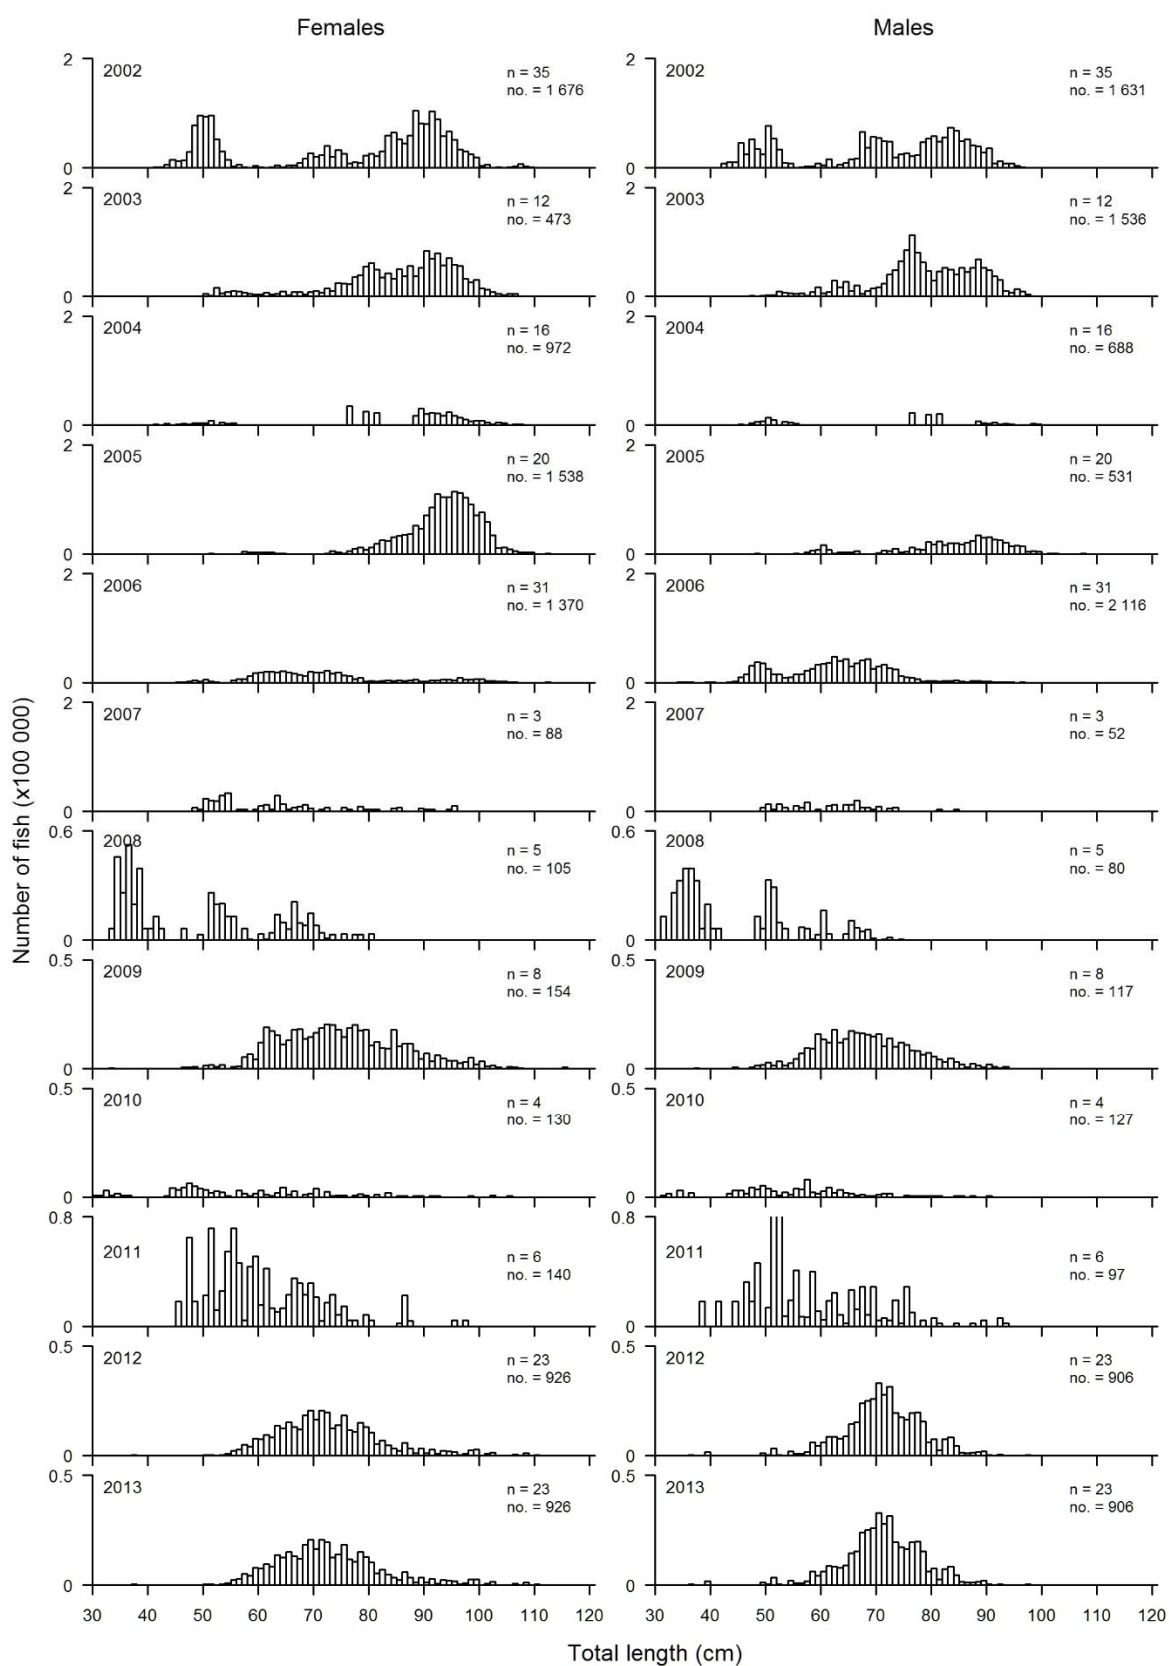 Females Males
2 2002 n = 35 2 2002 n = 35
no. = 1 676 no. = 1 631
0 0
2 2003 n = 12 2 2003 n = 12
no. = 473 no. = 1 536
0 0
2 2004 n = 16 2 2004 n = 16
no. = 972 no. = 688
0 0
2 2005 n = 20 2 2005 n = 20
no. = 1 538 no. = 531
0 0
2 2006 n = 31 2 2006 n = 31
no. = 1 370 no. = 2 116
0 0
2 2007 n = 3 2 2007 n = 3
no. = 88 no. = 52
0 0
0.6 2008 n = 5 0.6 2008 n = 5
no. = 105 no. = 80
0 0
0.5 2009 n = 8 0.5 2009 n = 8
no. = 154 no. = 117
0 0
0.5 2010 n = 4 0.5 2010 n = 4
no. = 130 no. = 127
0 0
0.8 2011 n = 6 0.8 2011 n = 6
no. = 140 no. = 97
0 0
0.5 2012 n = 23 0.5 2012 n = 23
no. = 926 no. = 906
0 0
0.5 2013 n = 23 0.5 2013 n = 23
no. = 926 no. = 906
0 0
30 40 50 60 70 80 90 100 110 120 30 40 50 60 70 80 90 100 110 120
Total length (cm)
Number of fish (x100 000)